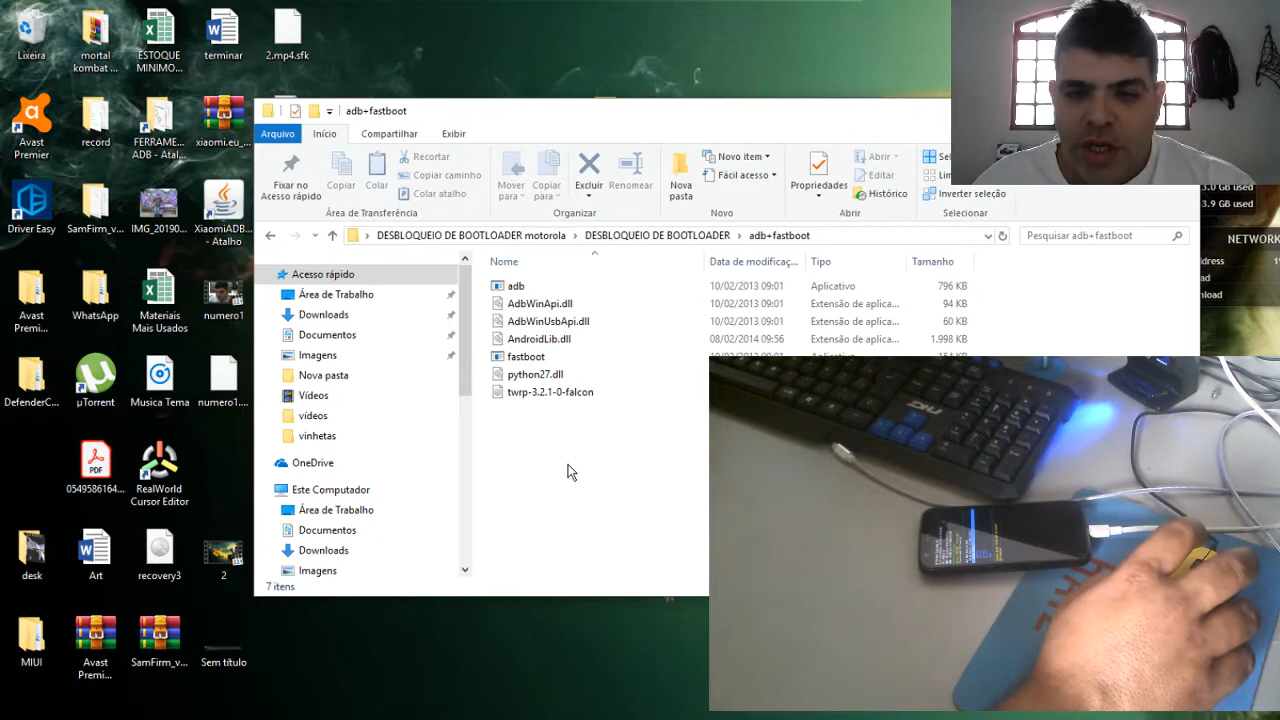 Lixeira
mortal
kombat ...
ESTOQUE
MINIMO...
terminar
2.mp4.sfk
Avast
Premier
record
FERRAME...
ADB - Atal...
xiaomi.eu_...
Driver Easy
SamFirm_v...
IMG_20190...
XiaomiADB...
- Atalho
Avast
Premi...
WhatsApp
Materiais
Mais Usados
numero1
DefenderC...
µTorrent
Musica Tema
numero1....
0549586164...
RealWorld
Cursor Editor
desk
Art
recovery3
2
MIUI
Avast
Premi...
SamFirm_v...
Sem título
adb+fastboot
Arquivo
Início
Compartilhar
Exibir
Fixar no
Acesso rápido
Copiar
Colar
Recortar
Copiar caminho
Colar atalho
Área de Transferência
Mover
para
Copiar
para
Excluir
Renomear
Organizar
Nova
pasta
Novo item
Fácil acesso
Novo
Propriedades
Abrir
Editar
Histórico
Abrir
Inverter seleção
Selecionar
DESBLOQUEIO DE BOOTLOADER motorola
DESBLOQUEIO DE BOOTLOADER
adb+fastboot
Pesquisar adb+fastboot
Acesso rápido
Área de Trabalho
Downloads
Documentos
Imagens
Nova pasta
Vídeos
vídeos
vinhetas
OneDrive
Este Computador
Área de Trabalho
Documentos
Downloads
Imagens
7 itens
Nome
Data de modificaç...
Tipo
Tamanho
adb 10/02/2013 09:01 Aplicativo 796 KB
AdbWinApi.dll 10/02/2013 09:01 Extensão de aplica... 94 KB
AdbWinUsbApi.dll 10/02/2013 09:01 Extensão de aplica... 60 KB
AndroidLib.dll 08/02/2014 09:56 Extensão de aplica... 1.998 KB
fastboot
python27.dll
twrp-3.2.1-0-falcon
3.0 GB used
3.9 GB used
NETWORK